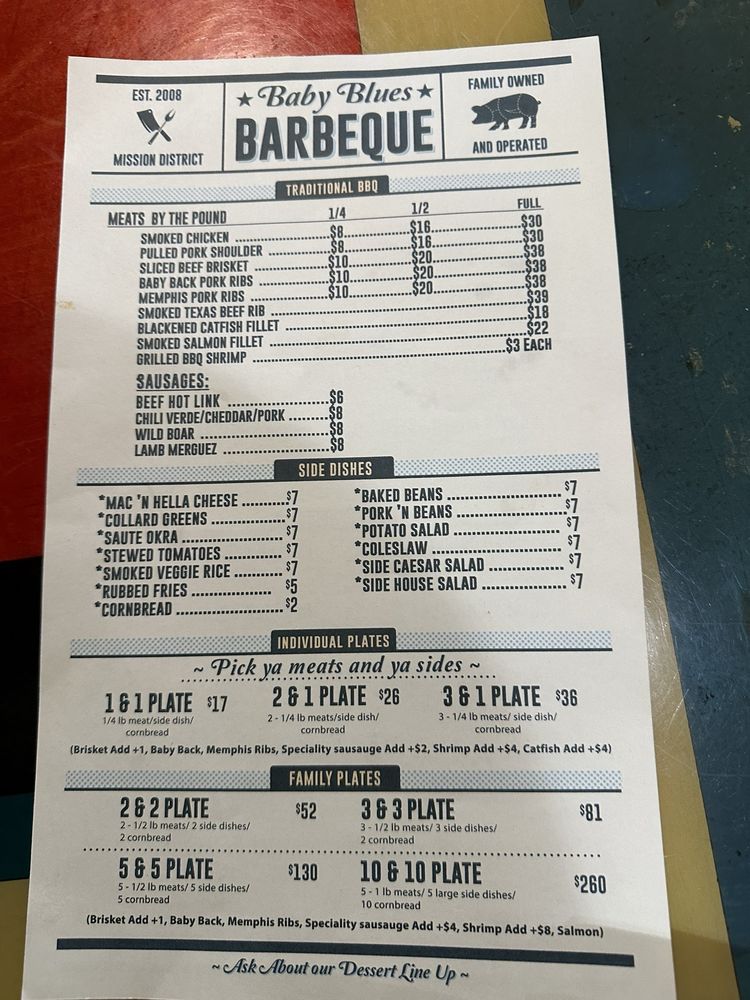 EST. 2008
MISSION DISTRICT
★ Baby Blues ★
BARBEQUE
FAMILY OWNED
AND OPERATED
TRADITIONAL BBQ
MEATS BY THE POUND 1/4 1/2 FULL
SMOKED CHICKEN $8 $16 $30
PULLED PORK SHOULDER $8 $16 $30
SLICED BEEF BRISKET $10 $20 $38
BABY BACK PORK RIBS $10 $20 $38
MEMPHIS PORK RIBS $10 $20 $38
SMOKED TEXAS BEEF RIB $39
BLACKENED CATFISH FILLET $18
SMOKED SALMON FILLET $22
GRILLED BBQ SHRIMP $3 EACH
SAUSAGES:
BEEF HOT LINK $6
CHILI VERDE/CHEDDAR/PORK $8
WILD BOAR $8
LAMB MERGUEZ $8
SIDE DISHES
*MAC 'N HELLA CHEESE $7
*COLLARD GREENS $7
*SAUTE OKRA $7
*STEWED TOMATOES $7
*SMOKED VEGGIE RICE $7
*RUBBED FRIES $5
*CORNBREAD $2
*BAKED BEANS $7
*PORK 'N BEANS $7
*POTATO SALAD $7
*COLESLAW $7
*SIDE CAESAR SALAD $7
*SIDE HOUSE SALAD $7
INDIVIDUAL PLATES
~ Pick ya meats and ya sides ~
1 & 1 PLATE $17
1/4 lb meat/side dish/
cornbread
2 & 1 PLATE $26
2 - 1/4 lb meats/side dish/
cornbread
3 & 1 PLATE $36
3 - 1/4 lb meats/ side dish/
cornbread
(Brisket Add +1, Baby Back, Memphis Ribs, Speciality sausauge Add +$2, Shrimp Add +$4, Catfish Add +$4)
FAMILY PLATES
2 & 2 PLATE $52
2 - 1/2 lb meats/ 2 side dishes/
2 cornbread
3 & 3 PLATE $81
3 - 1/2 lb meats/ 3 side dishes/
2 cornbread
5 & 5 PLATE $130
5 - 1/2 lb meats/ 5 side dishes/
5 cornbread
10 & 10 PLATE $260
5 - 1 lb meats/ 5 large side dishes/
10 cornbread
(Brisket Add +1, Baby Back, Memphis Ribs, Speciality sausauge Add +$4, Shrimp Add +$8, Salmon)
~ Ask About our Dessert Line Up ~